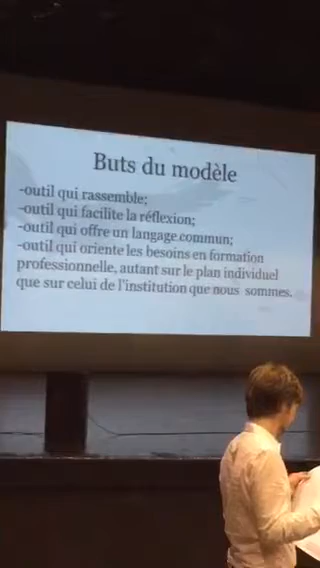 Buts du modèle
-outil qui rassemble;
-outil qui facilite la réflexion;
-outil qui offre un langage commun;
-outil qui oriente les besoins en formation
professionnelle, autant sur le plan individuel
que sur celui de l'institution que nous sommes.